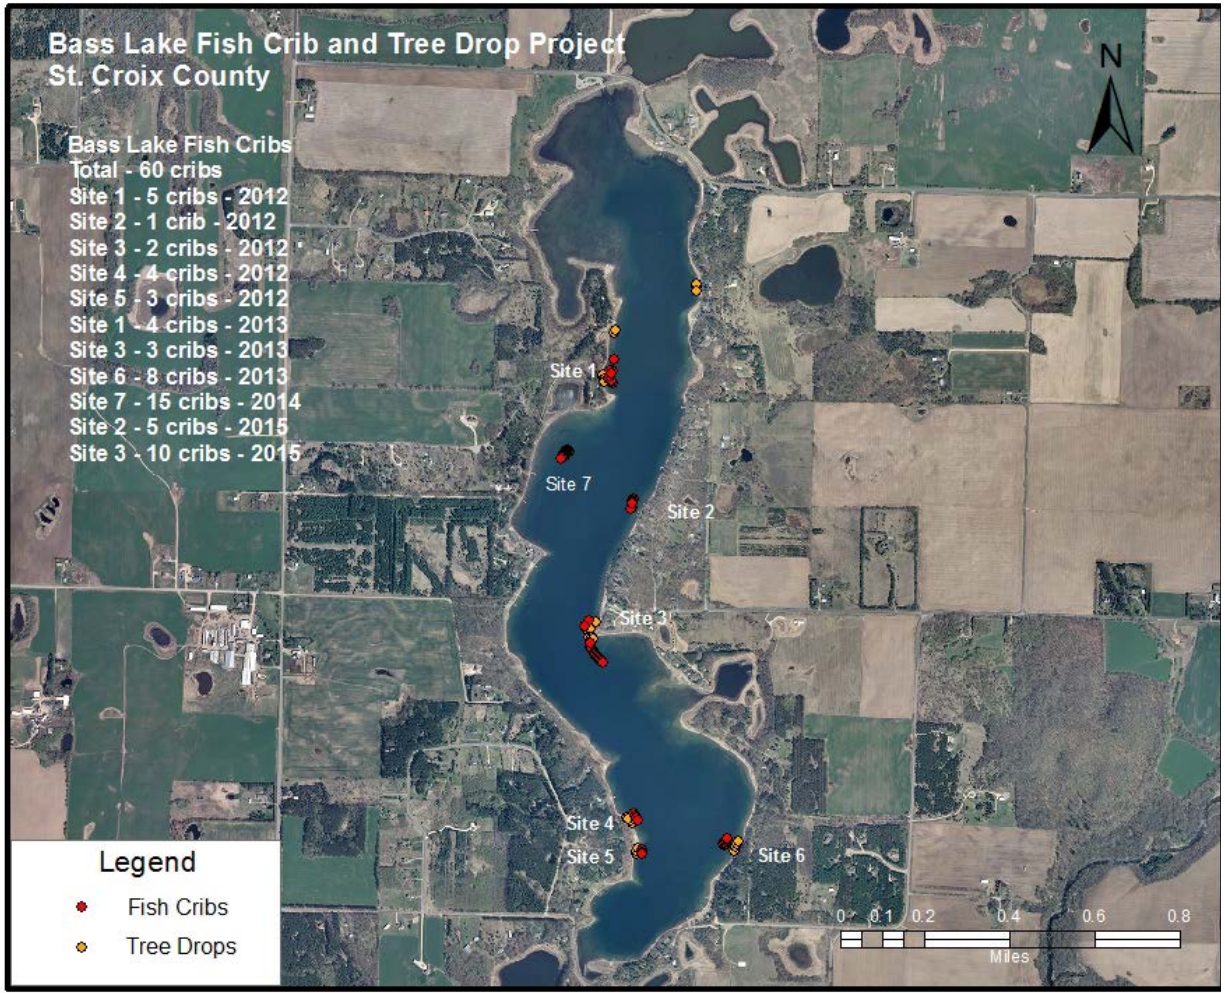 Bass Lake Fish Crib and Tree Drop Project
St. Croix County
N
Bass Lake Fish Cribs
Total - 60 cribs
Site 1 - 5 cribs - 2012
Site 2 - 1 crib - 2012
Site 3 - 2 cribs - 2012
Site 4 - 4 cribs - 2012
Site 5 - 3 cribs - 2012
Site 1 - 4 cribs - 2013
Site 3 - 3 cribs - 2013
Site 6 - 8 cribs - 2013
Site 7 - 15 cribs - 2014
Site 2 - 5 cribs - 2015
Site 3 - 10 cribs - 2015
Site 1
Site 7
Site 2
Site 3
Site 4
Site 5
Site 6
Legend
Fish Cribs
Tree Drops
0 0.1 0.2 0.4 0.6 0.8
Miles